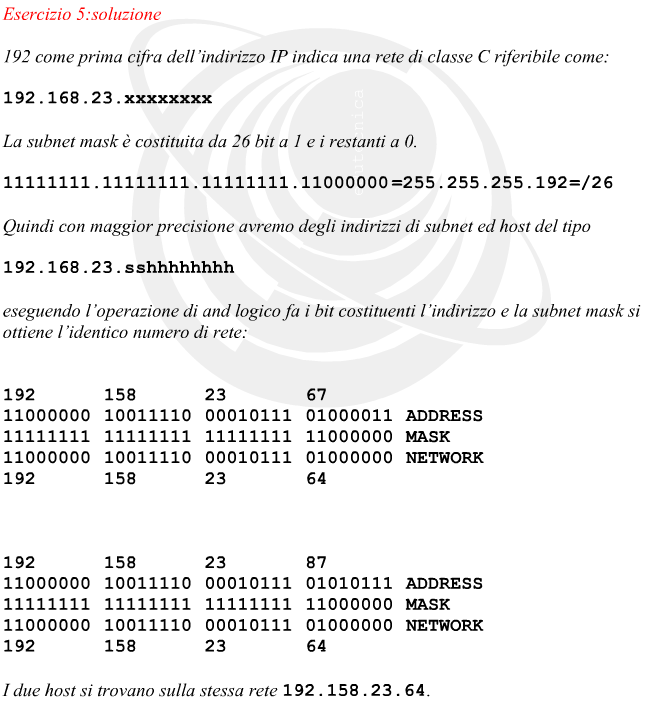 Esercizio 5:soluzione
192 come prima cifra dell'indirizzo IP indica una rete di classe C riferibile come:
192.168.23.xxxxxxxx
La subnet mask è costituita da 26 bit a 1 e i restanti a 0.
11111111.11111111.11111111.11000000=255.255.255.192=/26
Quindi con maggior precisione avremo degli indirizzi di subnet ed host del tipo
192.168.23.sshhhhhhhh
eseguendo l'operazione di and logico fa i bit costituenti l'indirizzo e la subnet mask si
ottiene l'identico numero di rete:
192 158 23 67
11000000 10011110 00010111 01000011 ADDRESS
11111111 11111111 11111111 11000000 MASK
11000000 10011110 00010111 01000000 NETWORK
192 158 23 64
192 158 23 87
11000000 10011110 00010111 01010111 ADDRESS
11111111 11111111 11111111 11000000 MASK
11000000 10011110 00010111 01000000 NETWORK
192 158 23 64
I due host si trovano sulla stessa rete 192.158.23.64.